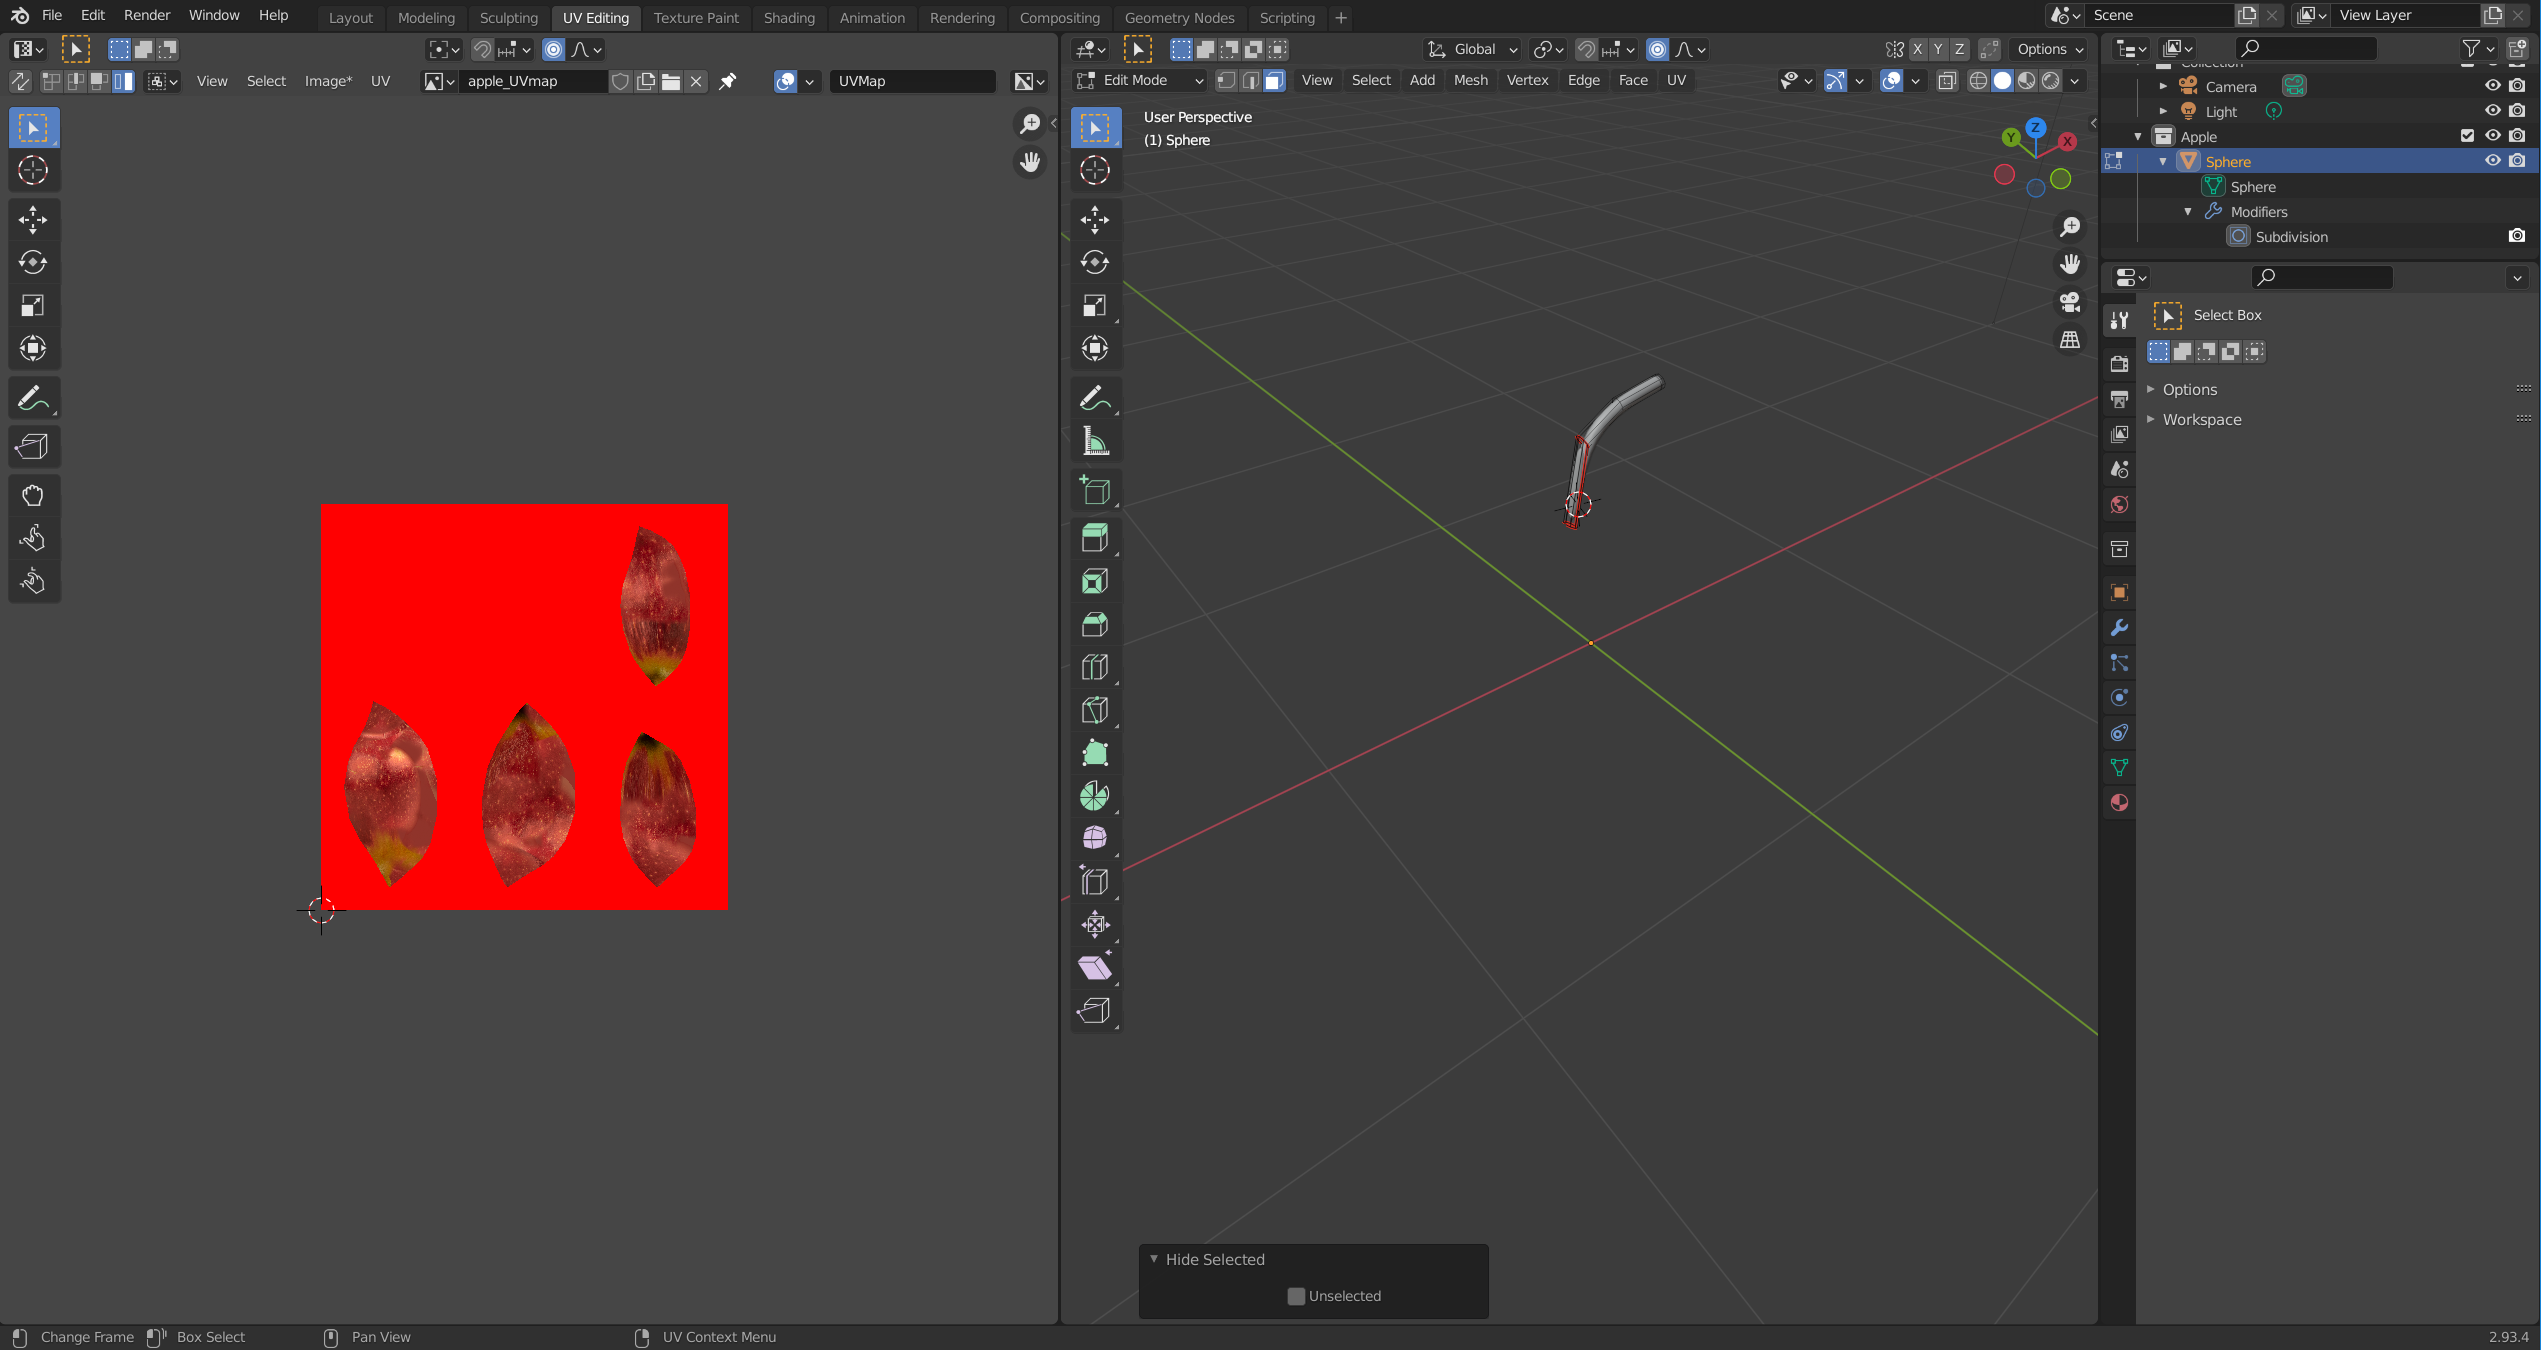 File Edit Render Window Help Layout Modeling Sculpting UV Editing Texture Paint Shading Animation Rendering Compositing Geometry Nodes Scripting + Scene View Layer
Global X Y Z Options
View Select Image* UV apple_UVmap UVMap Edit Mode View Select Add Mesh Vertex Edge Face UV
Collection
Camera
Light
Apple
Sphere
Sphere
Modifiers
Subdivision
User Perspective
(1) Sphere
Z
Y
X
Select Box
Options
Workspace
Hide Selected
Unselected
Change Frame Box Select Pan View UV Context Menu 2.93.4